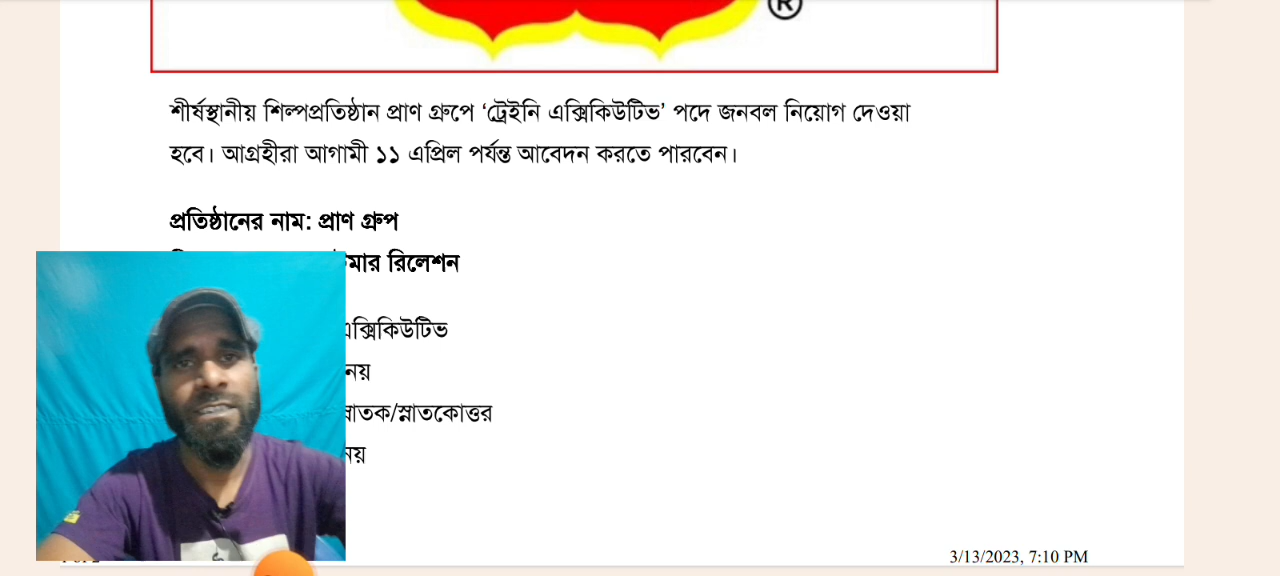 ®
শীর্ষস্থানীয় শিল্পপ্রতিষ্ঠান প্রাণ গ্রুপে ‘ট্রেইনি এক্সিকিউটিভ’ পদে জনবল নিয়োগ দেওয়া
হবে। আগ্রহীরা আগামী ১১ এপ্রিল পর্যন্ত আবেদন করতে পারবেন।
প্রতিষ্ঠানের নাম: প্রাণ গ্রুপ
রিলেশন
এক্সিকিউটিভ
নয়
স্নাতক/স্নাতকোত্তর
নয়
3/13/2023, 7:10 PM